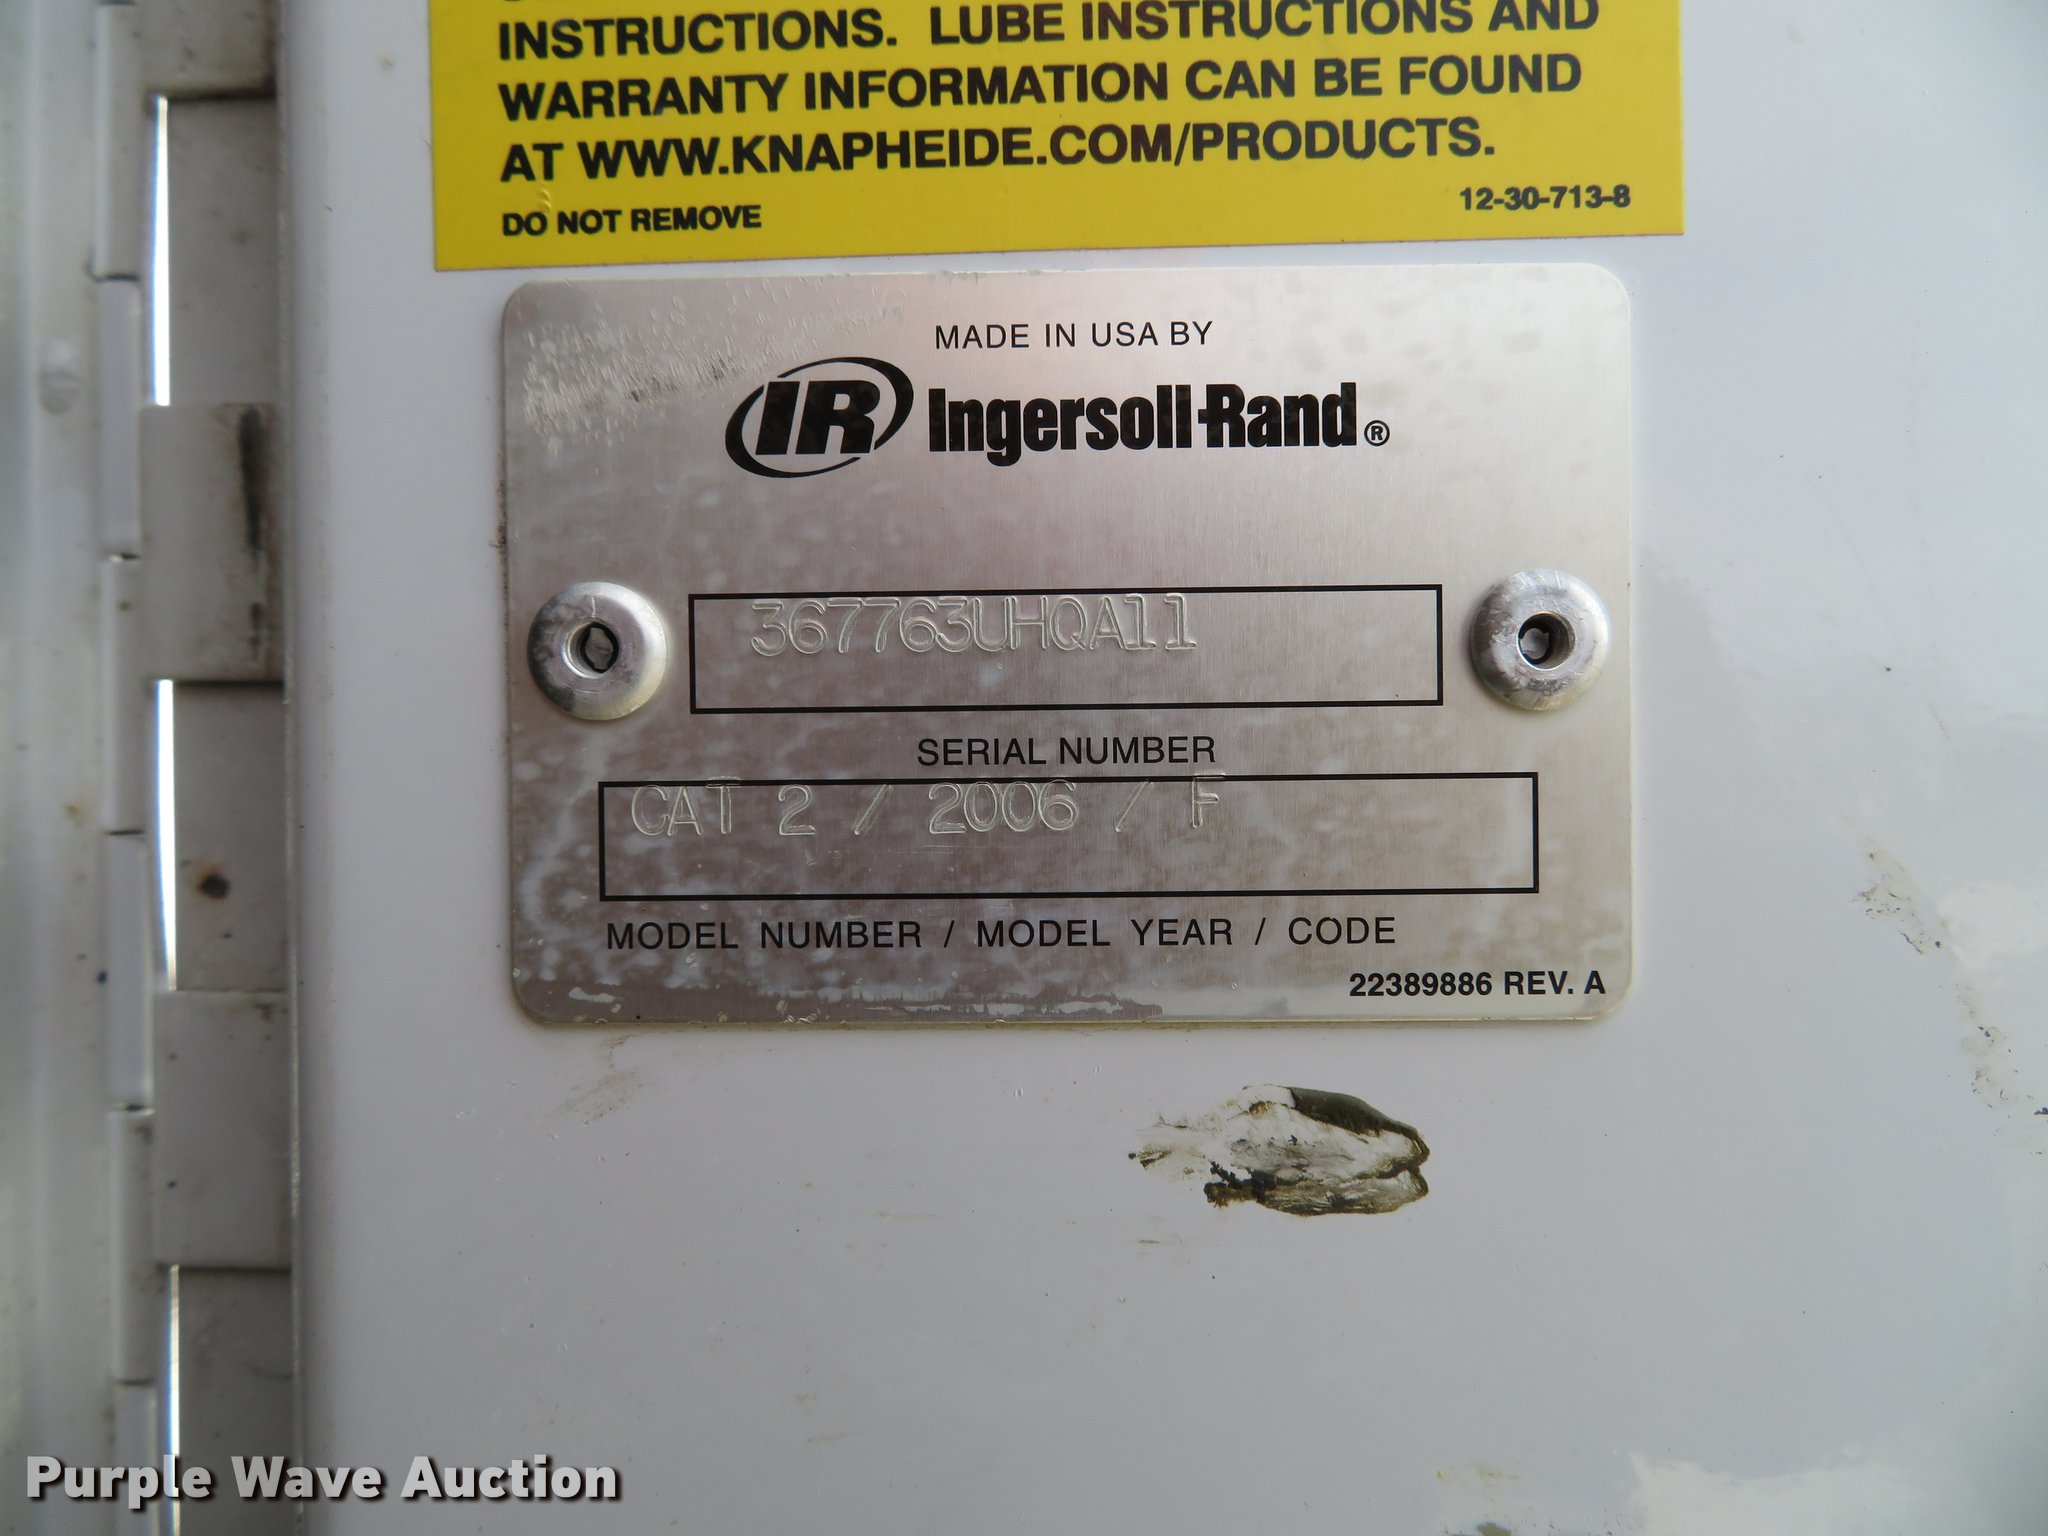 INSTRUCTIONS. LUBE INSTRUCTIONS AND
WARRANTY INFORMATION CAN BE FOUND
AT WWW.KNAPHEIDE.COM/PRODUCTS.
DO NOT REMOVE
12-30-713-8
MADE IN USA BY
IR Ingersoll-Rand®
367763UHQA11
SERIAL NUMBER
CAT 2 / 2006 / F
MODEL NUMBER / MODEL YEAR / CODE
22389886 REV. A
Purple Wave Auction